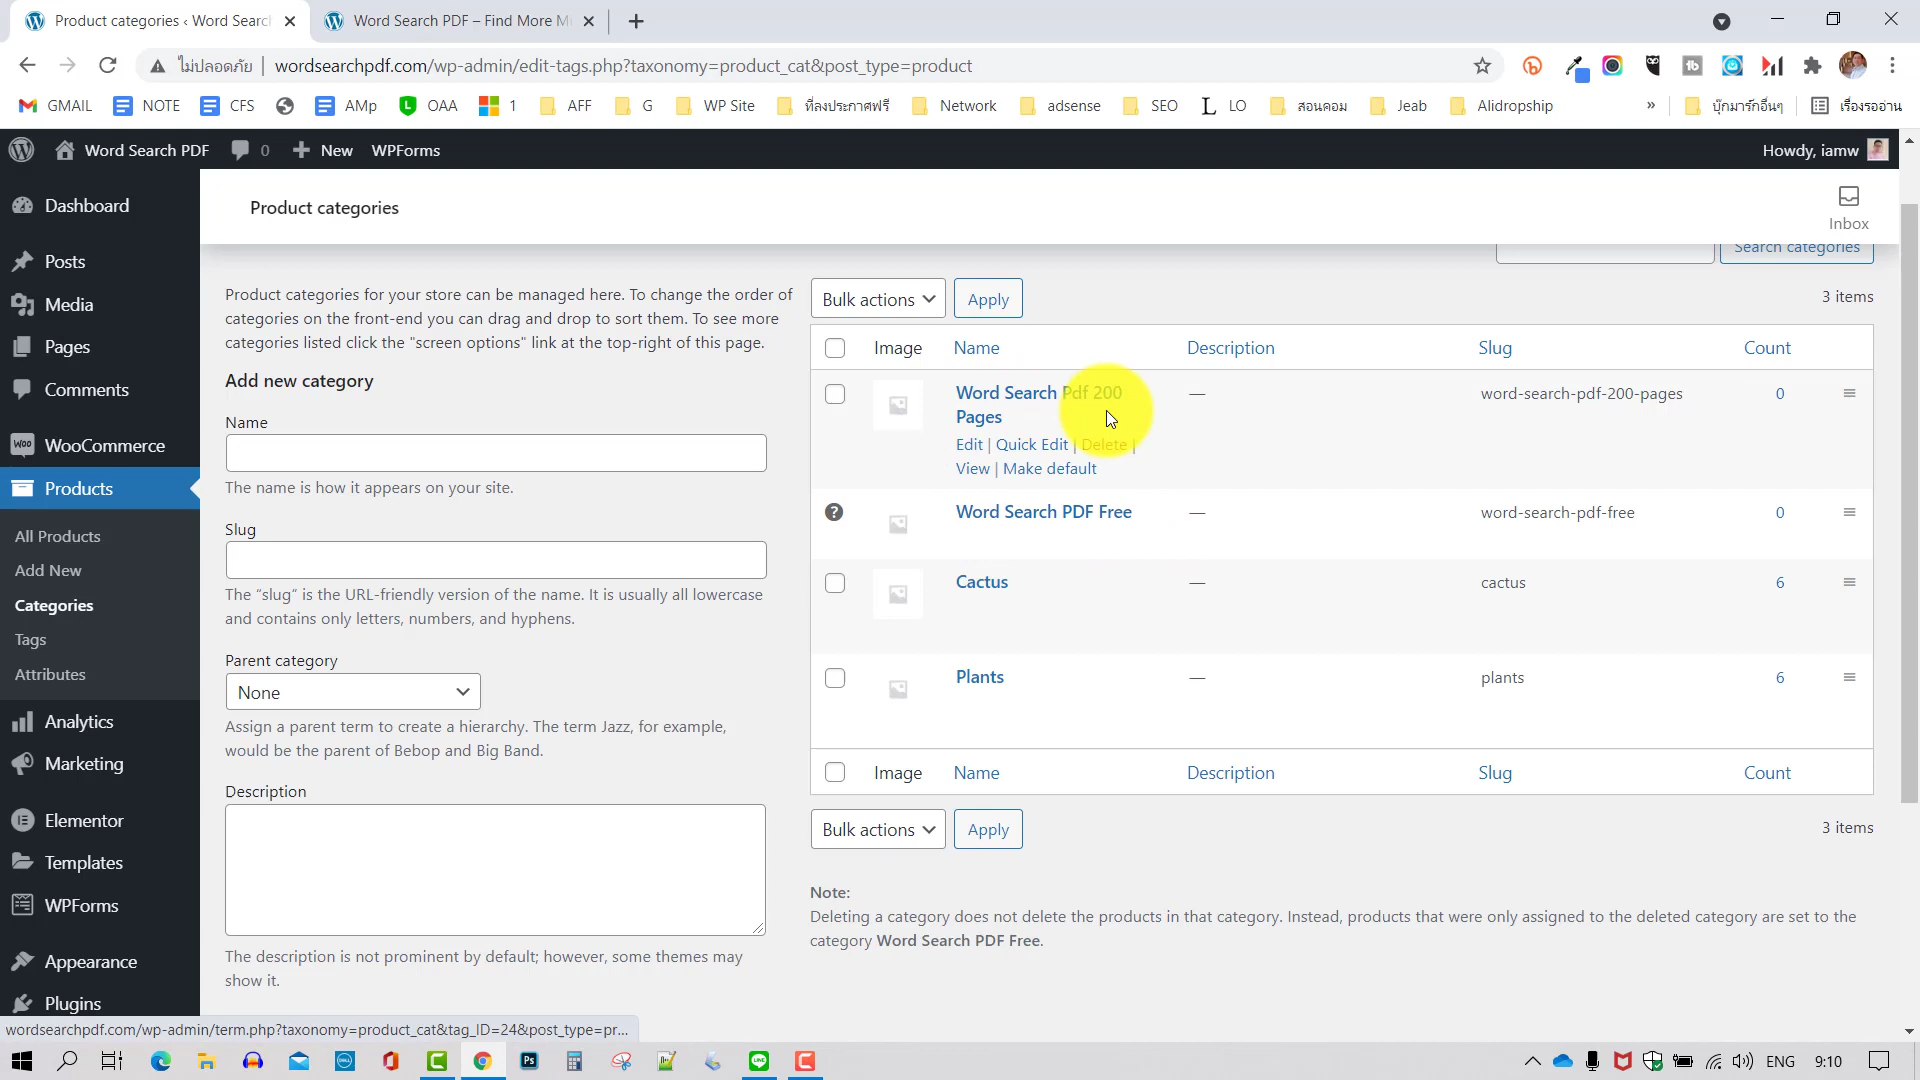 Product categories ‹ Word Search
Word Search PDF – Find More M
ไม่ปลอดภัย
wordsearchpdf.com/wp-admin/edit-tags.php?taxonomy=product_cat&post_type=product
GMAIL
NOTE
CFS
AMp
OAA
1
AFF
G
WP Site
ที่ลงประกาศฟรี
Network
adsense
SEO
L LO
สอนคอม
Jeab
Alidropship
»
บุ๊กมาร์กอื่นๆ
เรื่องรออ่าน
Word Search PDF
0
New
WPForms
Howdy, iamw
Dashboard
Posts
Media
Pages
Comments
WooCommerce
Products
All Products
Add New
Categories
Tags
Attributes
Analytics
Marketing
Elementor
Templates
WPForms
Appearance
Plugins
Product categories
Inbox
Search categories
Product categories for your store can be managed here. To change the order of
categories on the front-end you can drag and drop to sort them. To see more
categories listed click the "screen options" link at the top-right of this page.
Add new category
Name
The name is how it appears on your site.
Slug
The “slug” is the URL-friendly version of the name. It is usually all lowercase
and contains only letters, numbers, and hyphens.
Parent category
None
Assign a parent term to create a hierarchy. The term Jazz, for example,
would be the parent of Bebop and Big Band.
Description
The description is not prominent by default; however, some themes may
show it.
Bulk actions
Apply
3 items
Image Name Description Slug Count
Word Search Pdf 200
Pages
— word-search-pdf-200-pages 0
Edit | Quick Edit | Delete |
View | Make default
Word Search PDF Free — word-search-pdf-free 0
Cactus — cactus 6
Plants — plants 6
Image Name Description Slug Count
Bulk actions
Apply
3 items
Note:
Deleting a category does not delete the products in that category. Instead, products that were only assigned to the deleted category are set to the
category Word Search PDF Free.
wordsearchpdf.com/wp-admin/term.php?taxonomy=product_cat&tag_ID=24&post_type=pr...
ENG
9:10